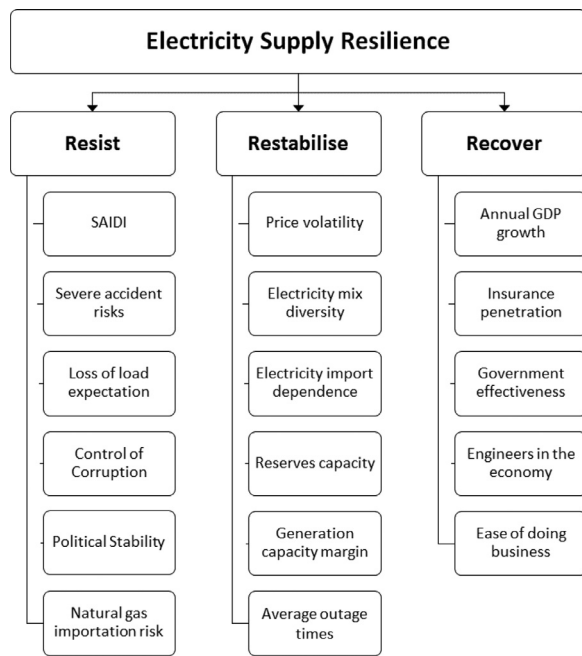 Electricity Supply Resilience
Resist
Restabilise
Recover
SAIDI
Severe accident
risks
Loss of load
expectation
Control of
Corruption
Political Stability
Natural gas
importation risk
Price volatility
Electricity mix
diversity
Electricity import
dependence
Reserves capacity
Generation
capacity margin
Average outage
times
Annual GDP
growth
Insurance
penetration
Government
effectiveness
Engineers in the
economy
Ease of doing
business